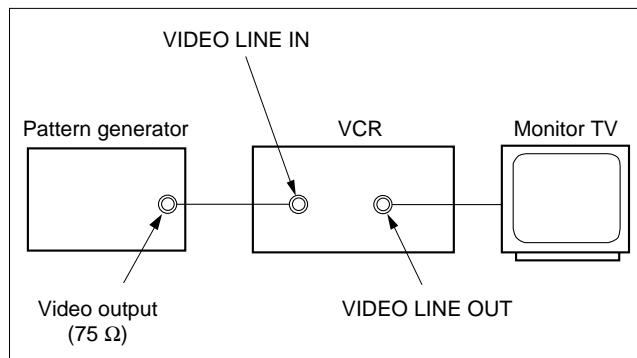 VIDEO LINE IN
Pattern generator
VCR
Monitor TV
Video output
(75 Ω)
VIDEO LINE OUT